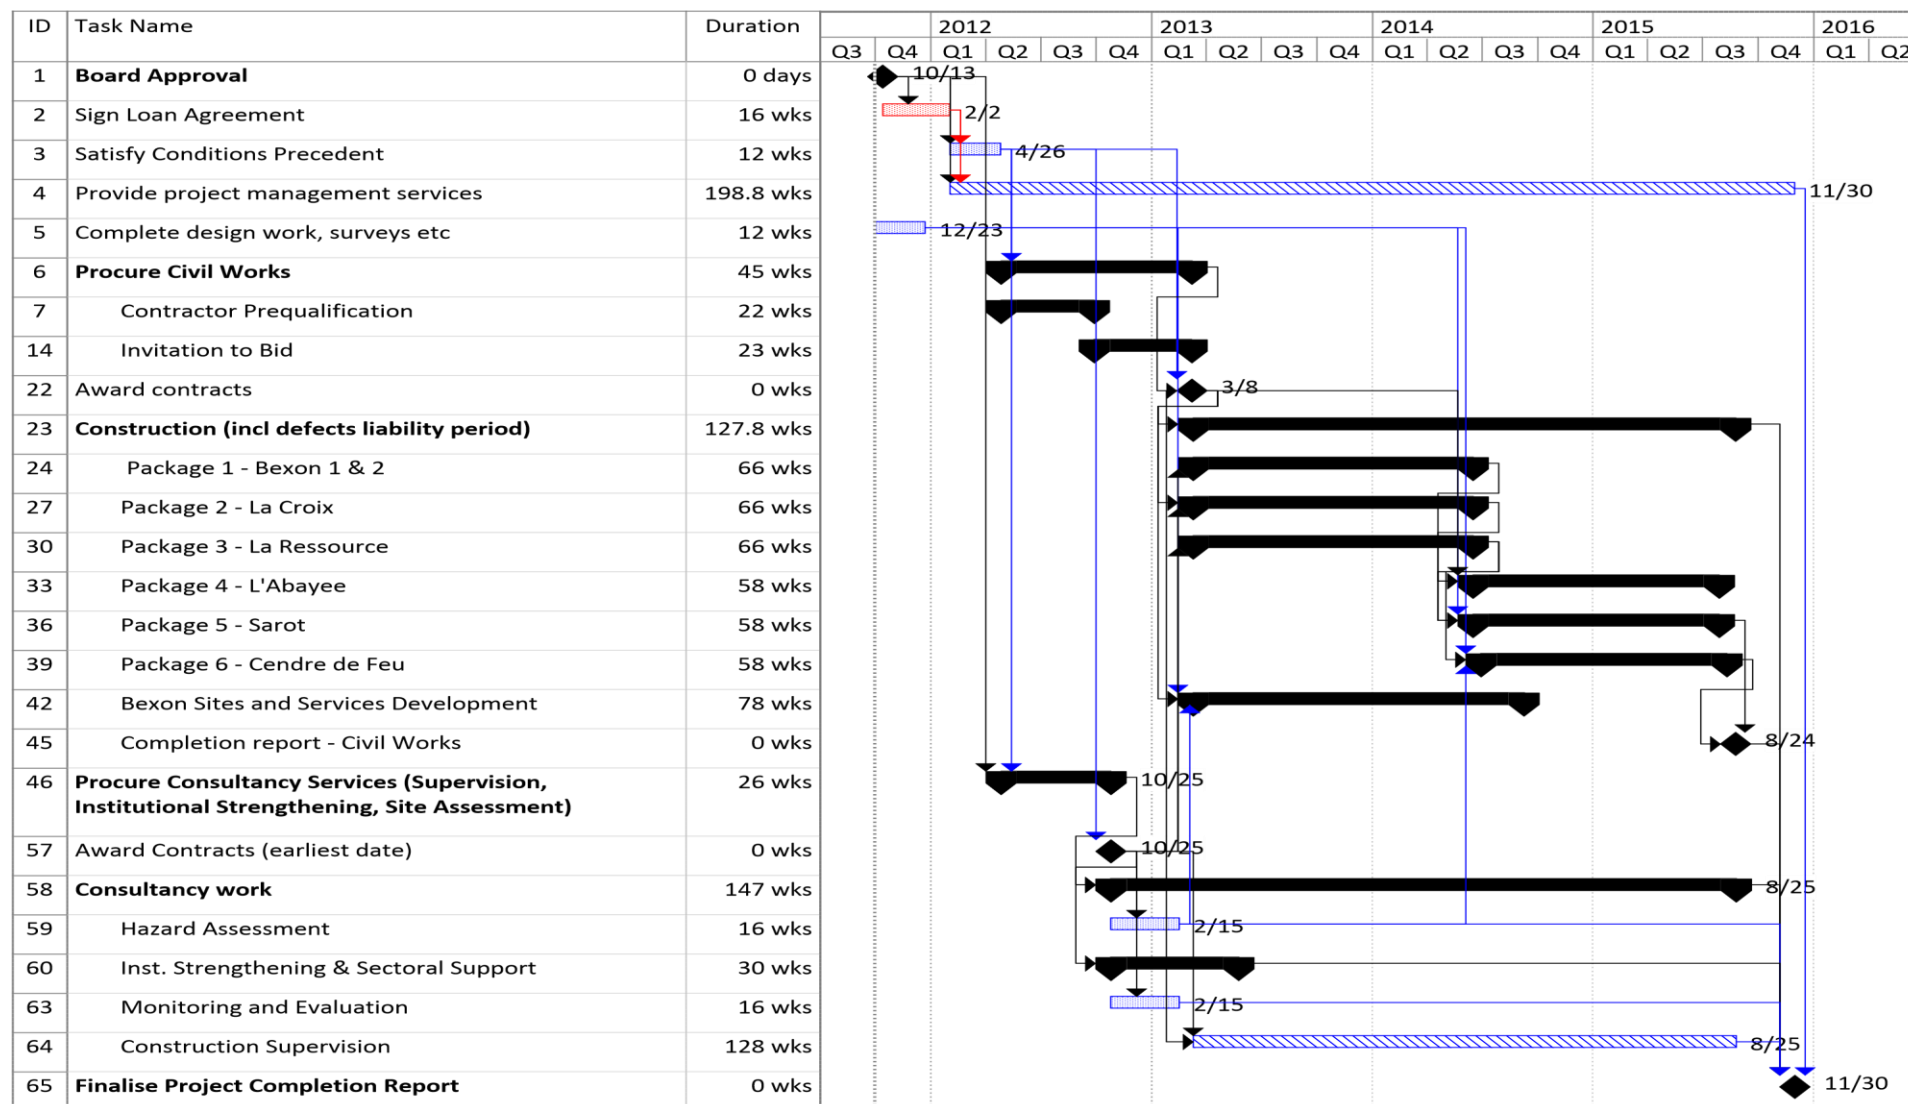 ID Task Name Duration 2012 2013 2014 2015 2016
Q3 Q4 Q1 Q2 Q3 Q4 Q1 Q2 Q3 Q4 Q1 Q2 Q3 Q4 Q1 Q2 Q3 Q4 Q1 Q2
1 Board Approval 0 days 10/13
2 Sign Loan Agreement 16 wks 2/2
3 Satisfy Conditions Precedent 12 wks 4/26
4 Provide project management services 198.8 wks 11/30
5 Complete design work, surveys etc 12 wks 12/23
6 Procure Civil Works 45 wks
7 Contractor Prequalification 22 wks
14 Invitation to Bid 23 wks
22 Award contracts 0 wks 3/8
23 Construction (incl defects liability period) 127.8 wks
24 Package 1 - Bexon 1 & 2 66 wks
27 Package 2 - La Croix 66 wks
30 Package 3 - La Ressource 66 wks
33 Package 4 - L'Abayee 58 wks
36 Package 5 - Sarot 58 wks
39 Package 6 - Cendre de Feu 58 wks
42 Bexon Sites and Services Development 78 wks
45 Completion report - Civil Works 0 wks 8/24
46 Procure Consultancy Services (Supervision, 26 wks 10/25
Institutional Strengthening, Site Assessment)
57 Award Contracts (earliest date) 0 wks 10/25
58 Consultancy work 147 wks 8/25
59 Hazard Assessment 16 wks 2/15
60 Inst. Strengthening & Sectoral Support 30 wks
63 Monitoring and Evaluation 16 wks 2/15
64 Construction Supervision 128 wks 8/25
65 Finalise Project Completion Report 0 wks 11/30